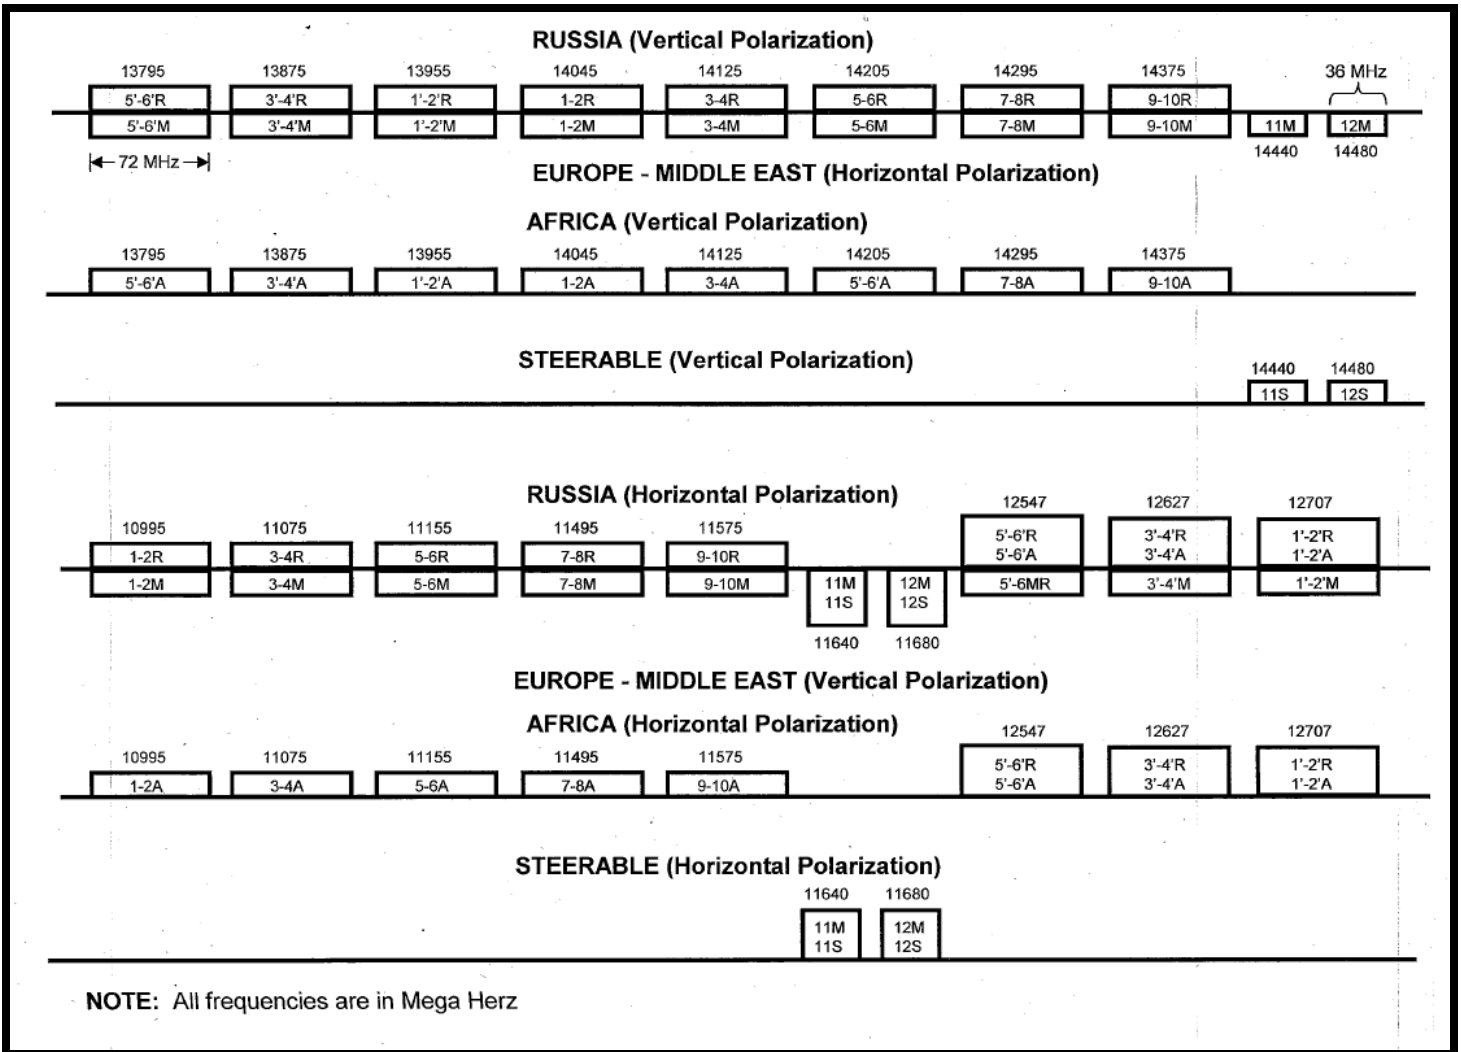 RUSSIA (Vertical Polarization)
13795 13875 13955 14045 14125 14205 14295 14375 36 MHz
5'-6'R 3'-4'R 1'-2'R 1-2R 3-4R 5-6R 7-8R 9-10R
5'-6'M 3'-4'M 1'-2'M 1-2M 3-4M 5-6M 7-8M 9-10M 11M 12M
72 MHz 14440 14480
EUROPE - MIDDLE EAST (Horizontal Polarization)
AFRICA (Vertical Polarization)
13795 13875 13955 14045 14125 14205 14295 14375
5'-6'A 3'-4'A 1'-2'A 1-2A 3-4A 5'-6'A 7-8A 9-10A
STEERABLE (Vertical Polarization)
14440 14480
11S 12S
RUSSIA (Horizontal Polarization)
12547 12627 12707
10995 11075 11155 11495 11575
5'-6'R 3'-4'R 1'-2'R
1-2R 3-4R 5-6R 7-8R 9-10R 5'-6'A 3'-4'A 1'-2'A
1-2M 3-4M 5-6M 7-8M 9-10M 11M 12M 5'-6MR 3'-4'M 1'-2'M
11S 12S
11640 11680
EUROPE - MIDDLE EAST (Vertical Polarization)
AFRICA (Horizontal Polarization)
12547 12627 12707
10995 11075 11155 11495 11575
5'-6'R 3'-4'R 1'-2'R
1-2A 3-4A 5-6A 7-8A 9-10A 5'-6'A 3'-4'A 1'-2'A
STEERABLE (Horizontal Polarization)
11640 11680
11M 12M
11S 12S
NOTE: All frequencies are in Mega Herz